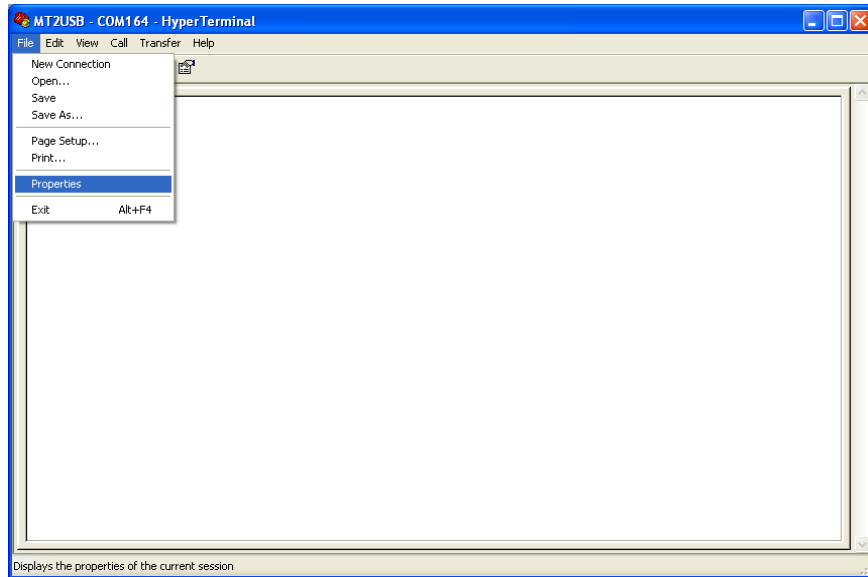 MT2USB - COM164 - HyperTerminal
File Edit View Call Transfer Help
New Connection
Open...
Save
Save As...
Page Setup...
Print...
Properties
Exit Alt+F4
Displays the properties of the current session